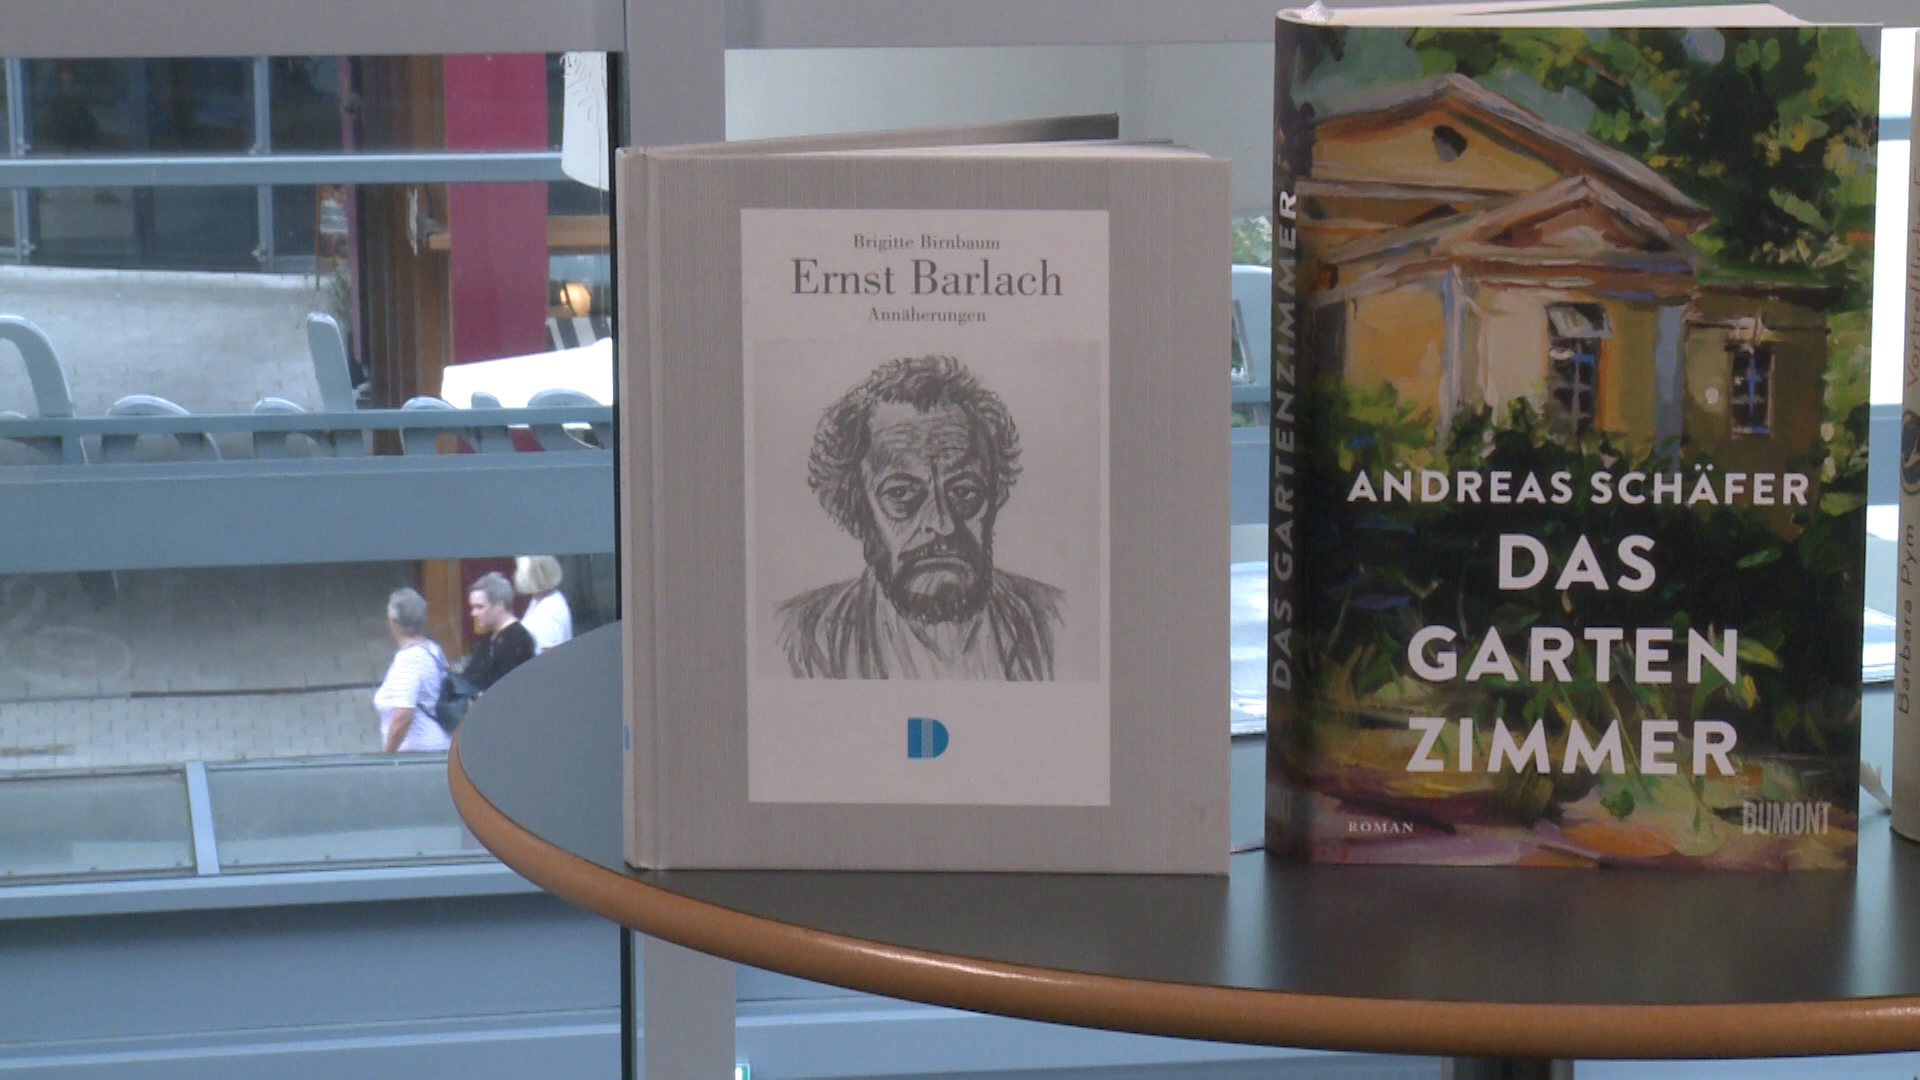 Brigitte Birnbaum
Ernst Barlach
Annäherungen
D
DAS GARTENZIMMER
ANDREAS SCHÄFER
DAS
GARTEN
ZIMMER
ROMAN
DUMONT
Barbara Pym